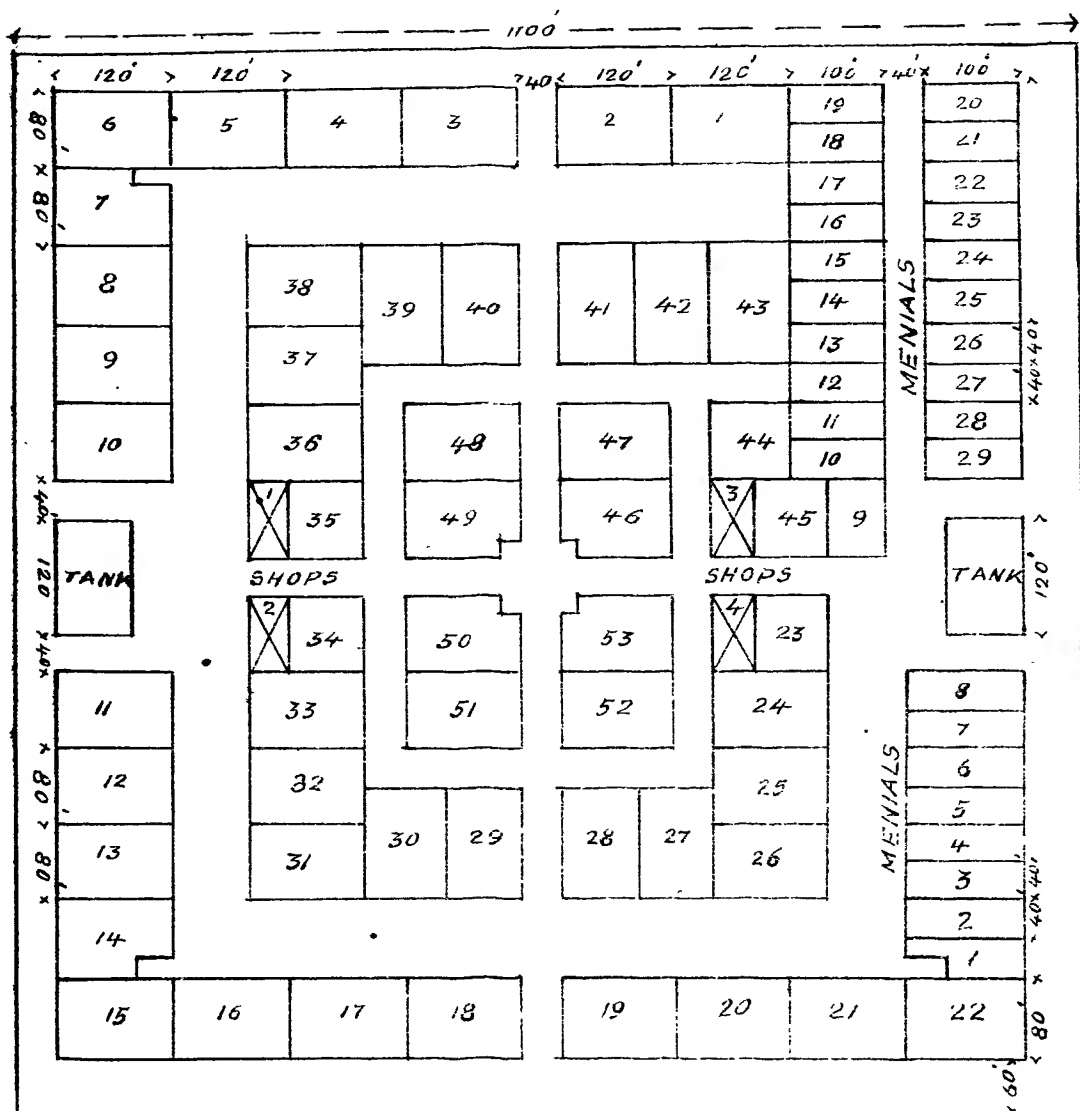 1100'
120' 120' 40 120' 120' 100' 40' 100'
80' 6 5 4 3 2 1 19 20
18 21
80' 7 17 22
16 23
8 38 39 40 41 42 43 15 MENIALS 24
14 25
9 37 13 26 40×40
12 27
10 36 48 47 44 11 28
10 29
40 1 35 49 46 3 45 9
120 TANK SHOPS SHOPS TANK 120'
40 2 34 50 53 4 23
11 33 51 52 24 8
7
80' 12 32 25 MENIALS 6
30 29 28 27 5
80' 13 31 26 4
3 40×40'
14 2
1
15 16 17 18 19 20 21 22 80'
60'